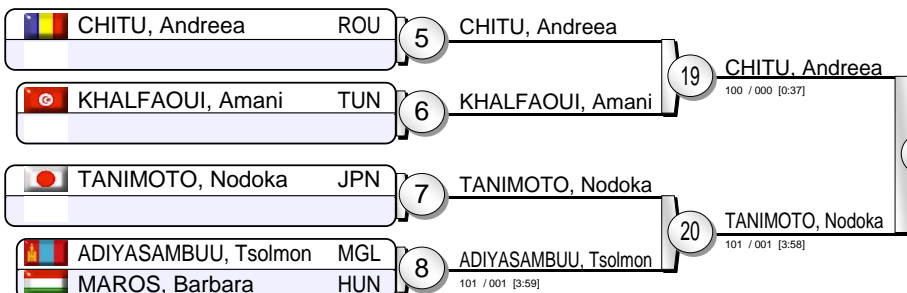 CHITU, Andreea ROU
5
CHITU, Andreea
19
CHITU, Andreea
100 / 000 [0:37]
KHALFAOUI, Amani TUN
6
KHALFAOUI, Amani
TANIMOTO, Nodoka JPN
7
TANIMOTO, Nodoka
20
TANIMOTO, Nodoka
101 / 001 [3:58]
ADIYASAMBUU, Tsolmon MGL
MAROS, Barbara HUN
8
ADIYASAMBUU, Tsolmon
101 / 001 [3:59]